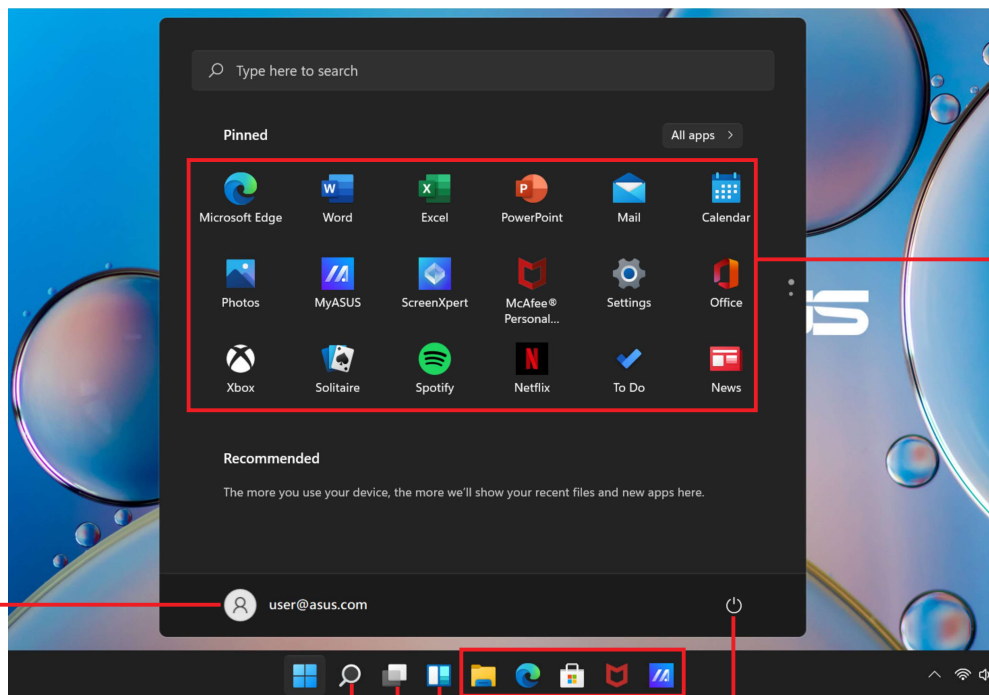 Type here to search
Pinned
All apps
Microsoft Edge
Word
Excel
PowerPoint
Mail
Calendar
Photos
MyASUS
ScreenXpert
McAfee®
Personal...
Settings
Office
Xbox
Solitaire
Spotify
Netflix
To Do
News
Recommended
The more you use your device, the more we'll show your recent files and new apps here.
user@asus.com